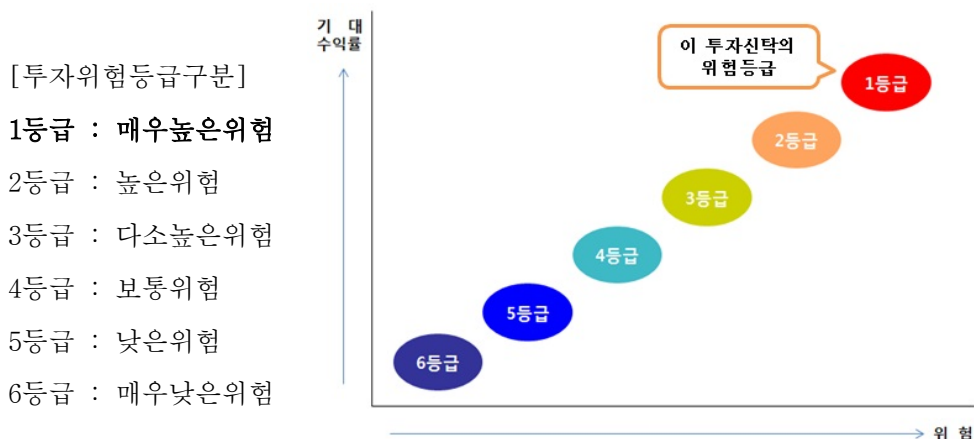 [투자위험등급구분]
1등급 : 매우높은위험
2등급 : 높은위험
3등급 : 다소높은위험
4등급 : 보통위험
5등급 : 낮은위험
6등급 : 매우낮은위험
기 대
수익률
이 투자신탁의
위험등급
1등급
2등급
3등급
4등급
5등급
6등급
위 험